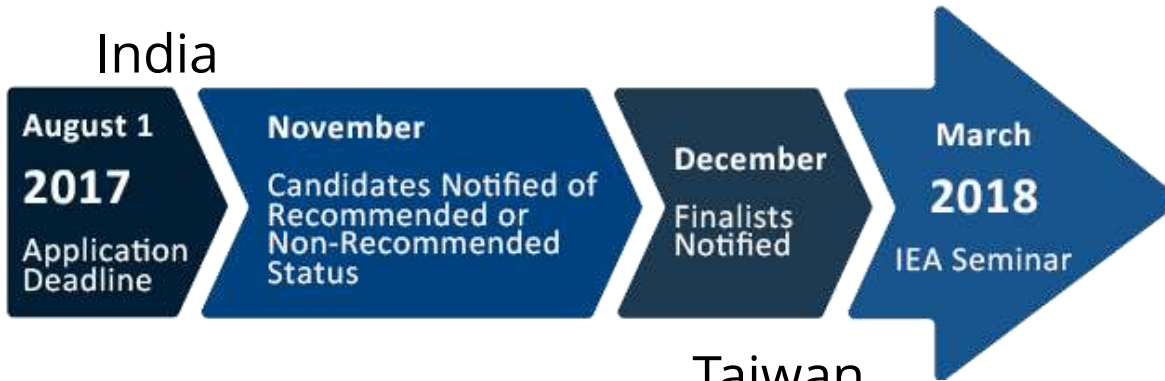 India
August 1
2017
Application
Deadline
November
Candidates Notified of
Recommended or
Non-Recommended
Status
December
Finalists
Notified
March
2018
IEA Seminar
Taiwan